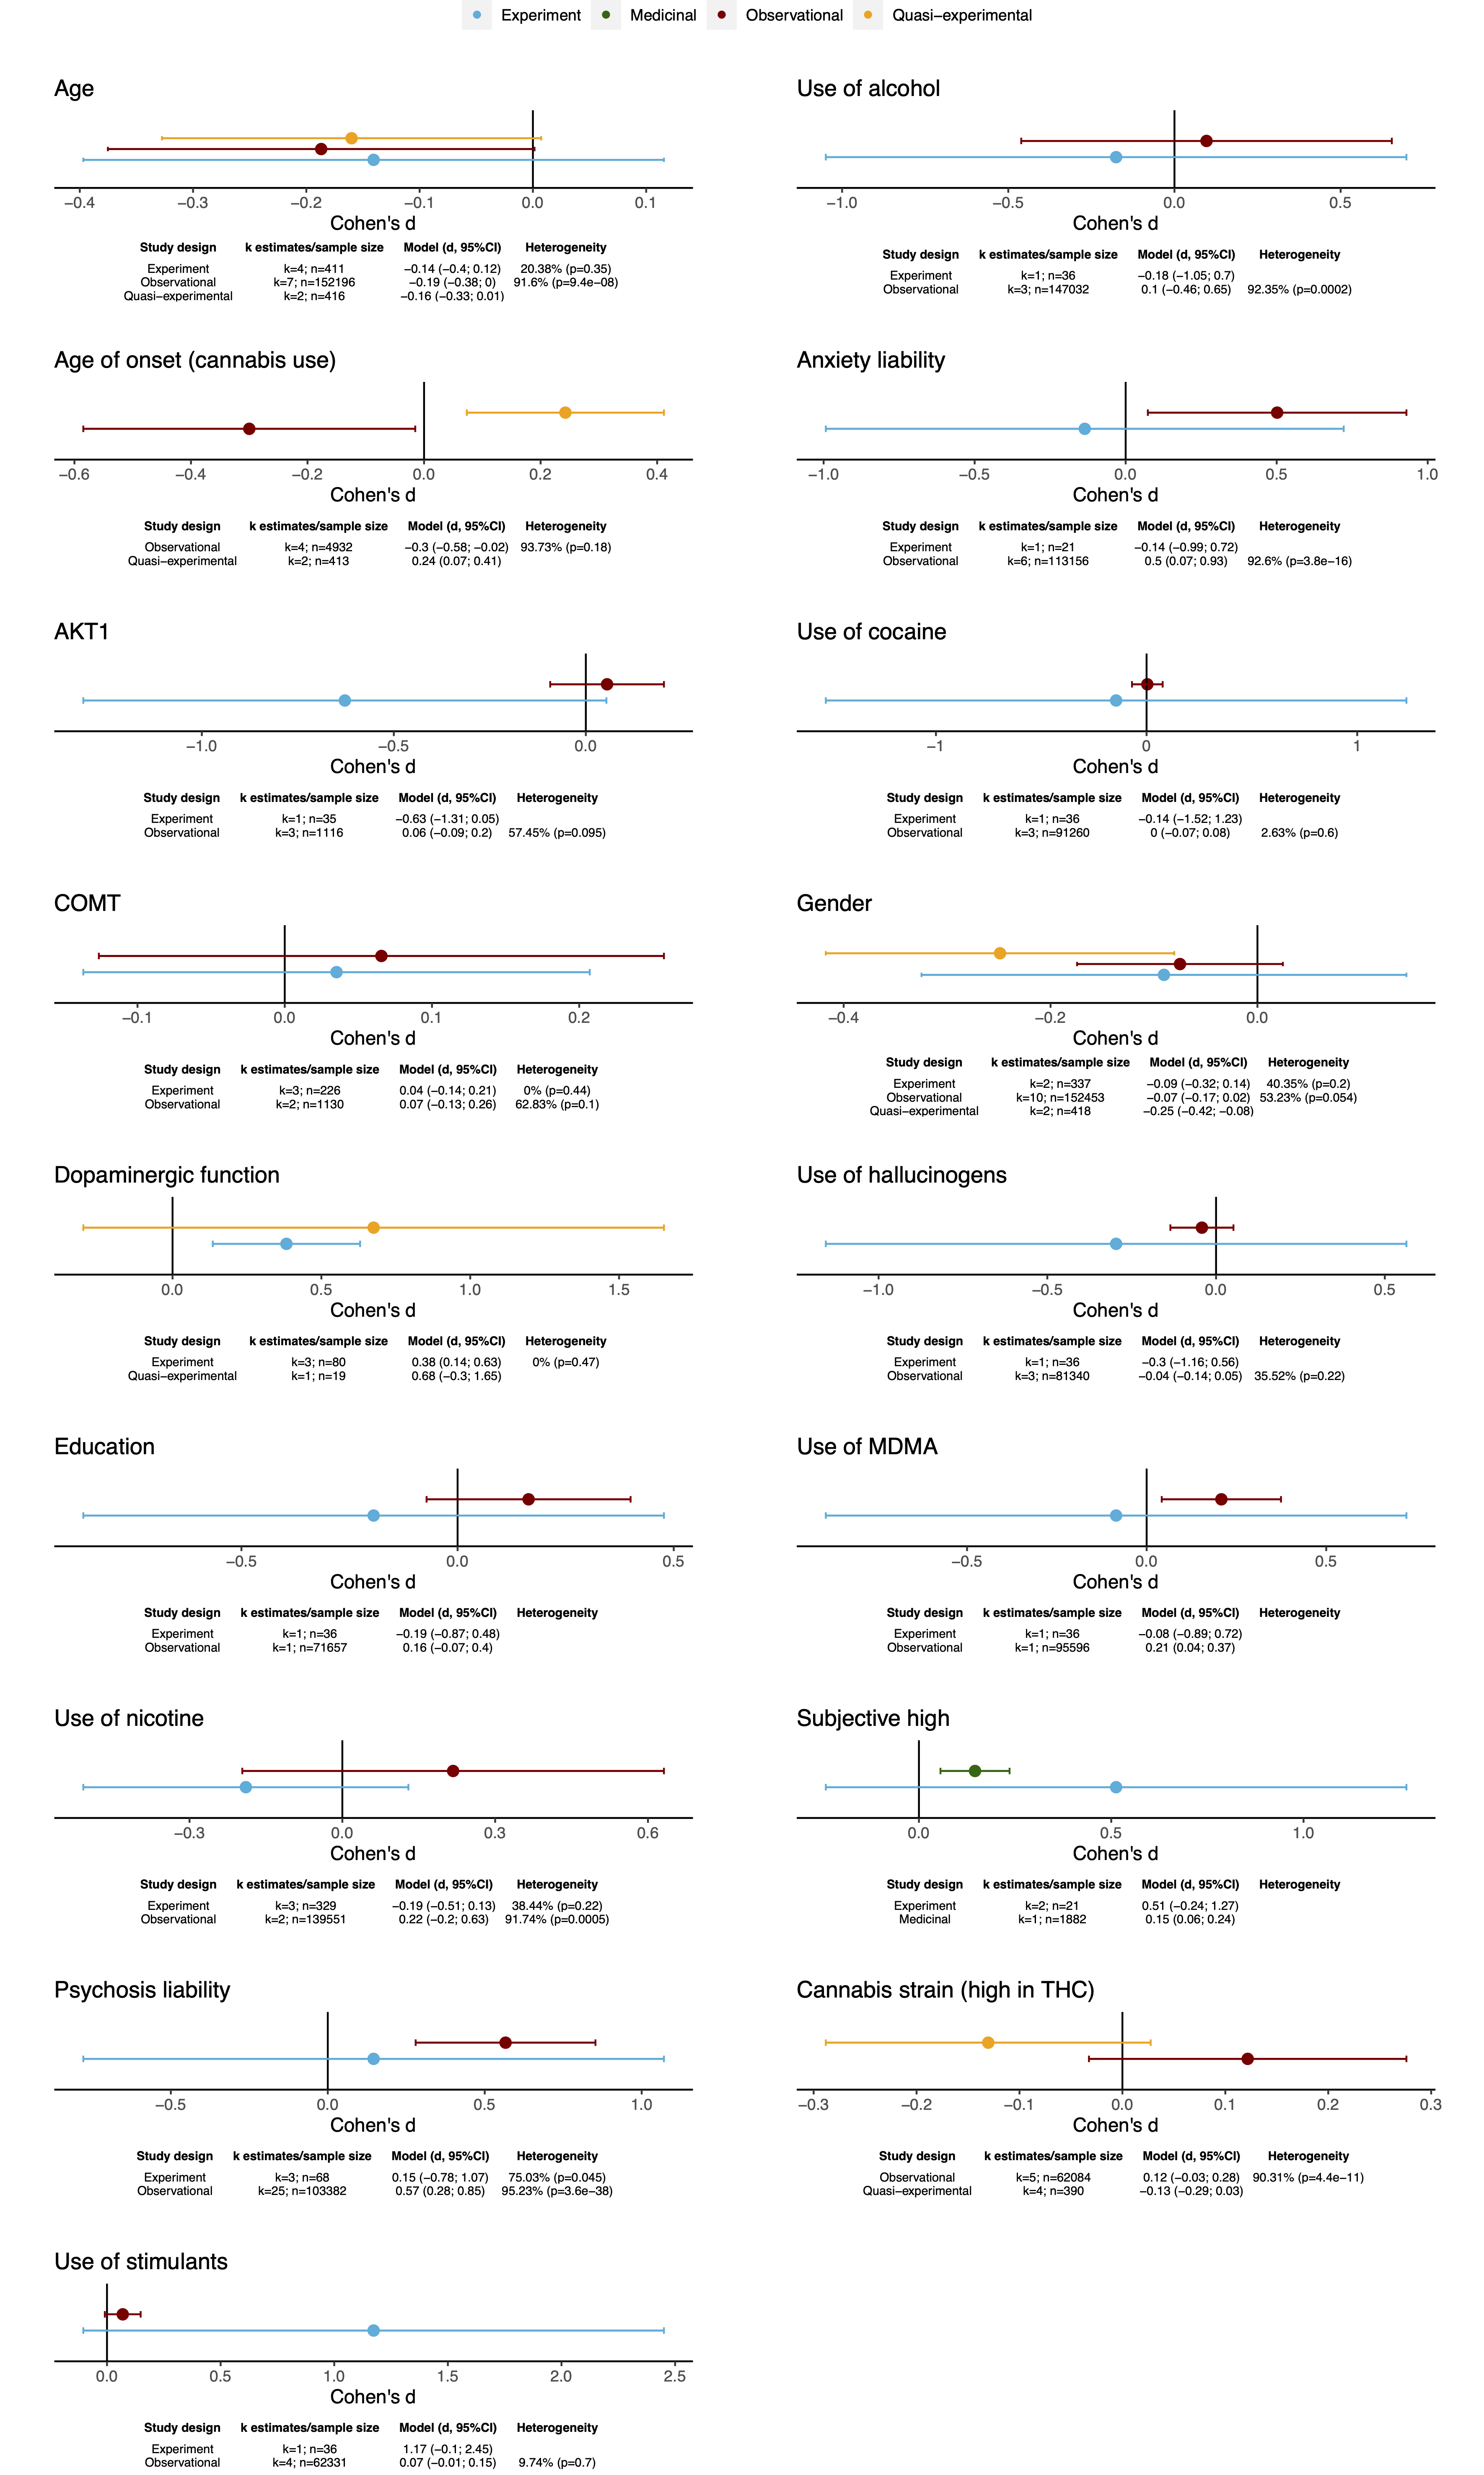 Experiment Medicinal Observational Quasi−experimental
Age
−0.4 −0.3 −0.2 −0.1 0.0 0.1
Cohen's d
Study design k estimates/sample size Model (d, 95%CI) Heterogeneity
Experiment k=4; n=411 −0.14 (−0.4; 0.12) 20.38% (p=0.35)
Observational k=7; n=152196 −0.19 (−0.38; 0) 91.6% (p=9.4e−08)
Quasi−experimental k=2; n=416 −0.16 (−0.33; 0.01)
Use of alcohol
−1.0 −0.5 0.0 0.5
Cohen's d
Study design k estimates/sample size Model (d, 95%CI) Heterogeneity
Experiment k=1; n=36 −0.18 (−1.05; 0.7)
Observational k=3; n=147032 0.1 (−0.46; 0.65) 92.35% (p=0.0002)
Age of onset (cannabis use)
−0.6 −0.4 −0.2 0.0 0.2 0.4
Cohen's d
Study design k estimates/sample size Model (d, 95%CI) Heterogeneity
Observational k=4; n=4932 −0.3 (−0.58; −0.02) 93.73% (p=0.18)
Quasi−experimental k=2; n=413 0.24 (0.07; 0.41)
Anxiety liability
−1.0 −0.5 0.0 0.5 1.0
Cohen's d
Study design k estimates/sample size Model (d, 95%CI) Heterogeneity
Experiment k=1; n=21 −0.14 (−0.99; 0.72)
Observational k=6; n=113156 0.5 (0.07; 0.93) 92.6% (p=3.8e−16)
AKT1
−1.0 −0.5 0.0
Cohen's d
Study design k estimates/sample size Model (d, 95%CI) Heterogeneity
Experiment k=1; n=35 −0.63 (−1.31; 0.05)
Observational k=3; n=1116 0.06 (−0.09; 0.2) 57.45% (p=0.095)
Use of cocaine
−1 0 1
Cohen's d
Study design k estimates/sample size Model (d, 95%CI) Heterogeneity
Experiment k=1; n=36 −0.14 (−1.52; 1.23)
Observational k=3; n=91260 0 (−0.07; 0.08) 2.63% (p=0.6)
COMT
−0.1 0.0 0.1 0.2
Cohen's d
Study design k estimates/sample size Model (d, 95%CI) Heterogeneity
Experiment k=3; n=226 0.04 (−0.14; 0.21) 0% (p=0.44)
Observational k=2; n=1130 0.07 (−0.13; 0.26) 62.83% (p=0.1)
Gender
−0.4 −0.2 0.0
Cohen's d
Study design k estimates/sample size Model (d, 95%CI) Heterogeneity
Experiment k=2; n=337 −0.09 (−0.32; 0.14) 40.35% (p=0.2)
Observational k=10; n=152453 −0.07 (−0.17; 0.02) 53.23% (p=0.054)
Quasi−experimental k=2; n=418 −0.25 (−0.42; −0.08)
Dopaminergic function
0.0 0.5 1.0 1.5
Cohen's d
Study design k estimates/sample size Model (d, 95%CI) Heterogeneity
Experiment k=3; n=80 0.38 (0.14; 0.63) 0% (p=0.47)
Quasi−experimental k=1; n=19 0.68 (−0.3; 1.65)
Use of hallucinogens
−1.0 −0.5 0.0 0.5
Cohen's d
Study design k estimates/sample size Model (d, 95%CI) Heterogeneity
Experiment k=1; n=36 −0.3 (−1.16; 0.56)
Observational k=3; n=81340 −0.04 (−0.14; 0.05) 35.52% (p=0.22)
Education
−0.5 0.0 0.5
Cohen's d
Study design k estimates/sample size Model (d, 95%CI) Heterogeneity
Experiment k=1; n=36 −0.19 (−0.87; 0.48)
Observational k=1; n=71657 0.16 (−0.07; 0.4)
Use of MDMA
−0.5 0.0 0.5
Cohen's d
Study design k estimates/sample size Model (d, 95%CI) Heterogeneity
Experiment k=1; n=36 −0.08 (−0.89; 0.72)
Observational k=1; n=95596 0.21 (0.04; 0.37)
Use of nicotine
−0.3 0.0 0.3 0.6
Cohen's d
Study design k estimates/sample size Model (d, 95%CI) Heterogeneity
Experiment k=3; n=329 −0.19 (−0.51; 0.13) 38.44% (p=0.22)
Observational k=2; n=139551 0.22 (−0.2; 0.63) 91.74% (p=0.0005)
Subjective high
0.0 0.5 1.0
Cohen's d
Study design k estimates/sample size Model (d, 95%CI) Heterogeneity
Experiment k=2; n=21 0.51 (−0.24; 1.27)
Medicinal k=1; n=1882 0.15 (0.06; 0.24)
Psychosis liability
−0.5 0.0 0.5 1.0
Cohen's d
Study design k estimates/sample size Model (d, 95%CI) Heterogeneity
Experiment k=3; n=68 0.15 (−0.78; 1.07) 75.03% (p=0.045)
Observational k=25; n=103382 0.57 (0.28; 0.85) 95.23% (p=3.6e−38)
Cannabis strain (high in THC)
−0.3 −0.2 −0.1 0.0 0.1 0.2 0.3
Cohen's d
Study design k estimates/sample size Model (d, 95%CI) Heterogeneity
Observational k=5; n=62084 0.12 (−0.03; 0.28) 90.31% (p=4.4e−11)
Quasi−experimental k=4; n=390 −0.13 (−0.29; 0.03)
Use of stimulants
0.0 0.5 1.0 1.5 2.0 2.5
Cohen's d
Study design k estimates/sample size Model (d, 95%CI) Heterogeneity
Experiment k=1; n=36 1.17 (−0.1; 2.45)
Observational k=4; n=62331 0.07 (−0.01; 0.15) 9.74% (p=0.7)